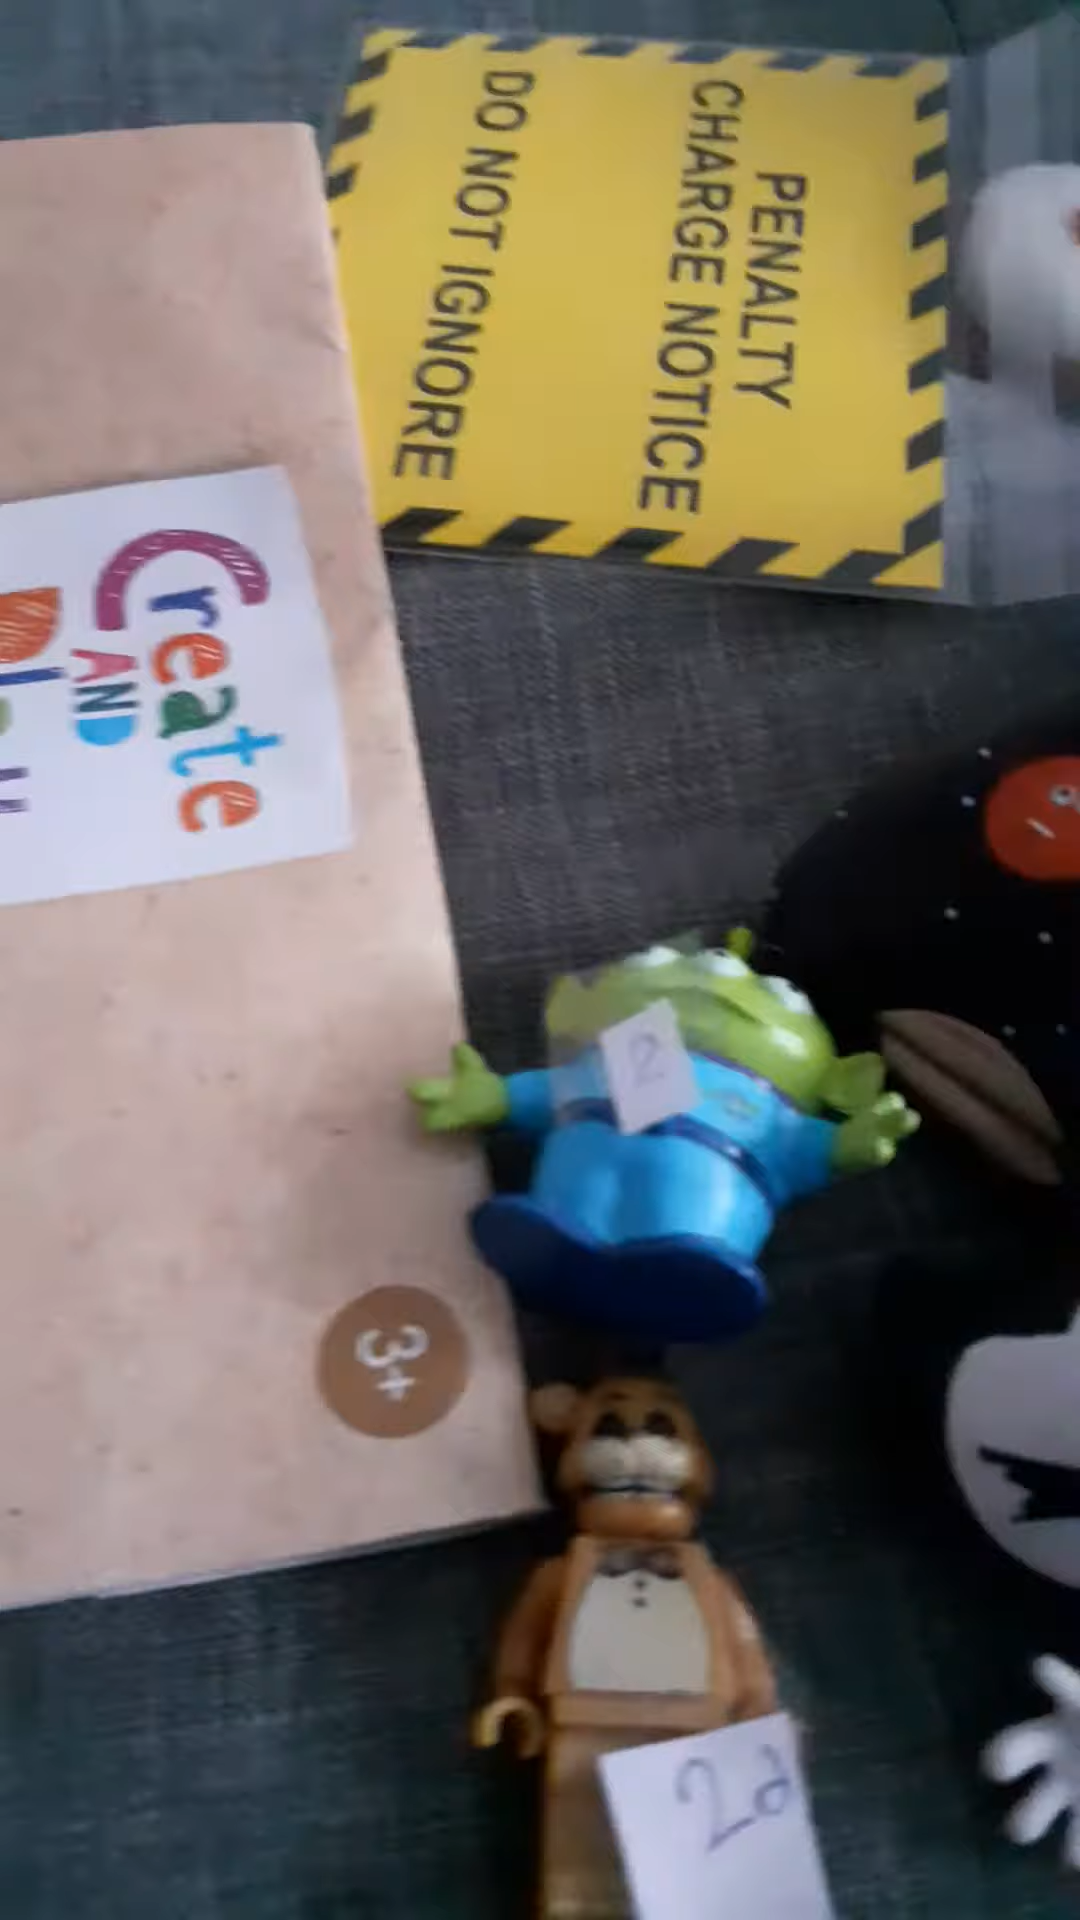 PENALTY
CHARGE NOTICE
DO NOT IGNORE
Create
AND
3+
2